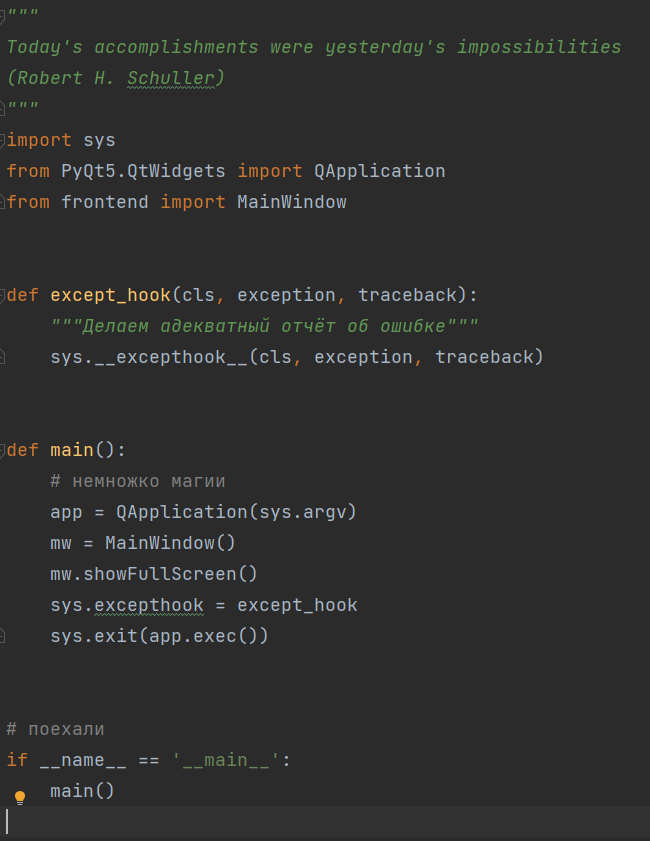 """
Today's accomplishments were yesterday's impossibilities
(Robert H. Schuller)
"""
import sys
from PyQt5.QtWidgets import QApplication
from frontend import MainWindow
def except_hook(cls, exception, traceback):
"""Делаем адекватный отчёт об ошибке"""
sys.__excepthook__(cls, exception, traceback)
def main():
# немножко магии
app = QApplication(sys.argv)
mw = MainWindow()
mw.showFullScreen()
sys.excepthook = except_hook
sys.exit(app.exec())
# поехали
if __name__ == '__main__':
main()